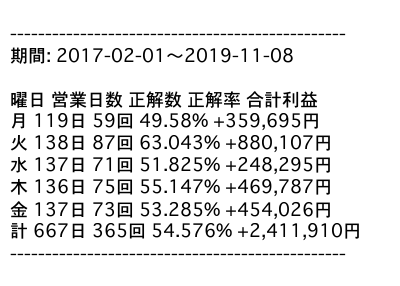 ------------------------------------------------
期間: 2017-02-01〜2019-11-08
曜日 営業日数 正解数 正解率 合計利益
月 119日 59回 49.58% +359,695円
火 138日 87回 63.043% +880,107円
水 137日 71回 51.825% +248,295円
木 136日 75回 55.147% +469,787円
金 137日 73回 53.285% +454,026円
計 667日 365回 54.576% +2,411,910円
------------------------------------------------